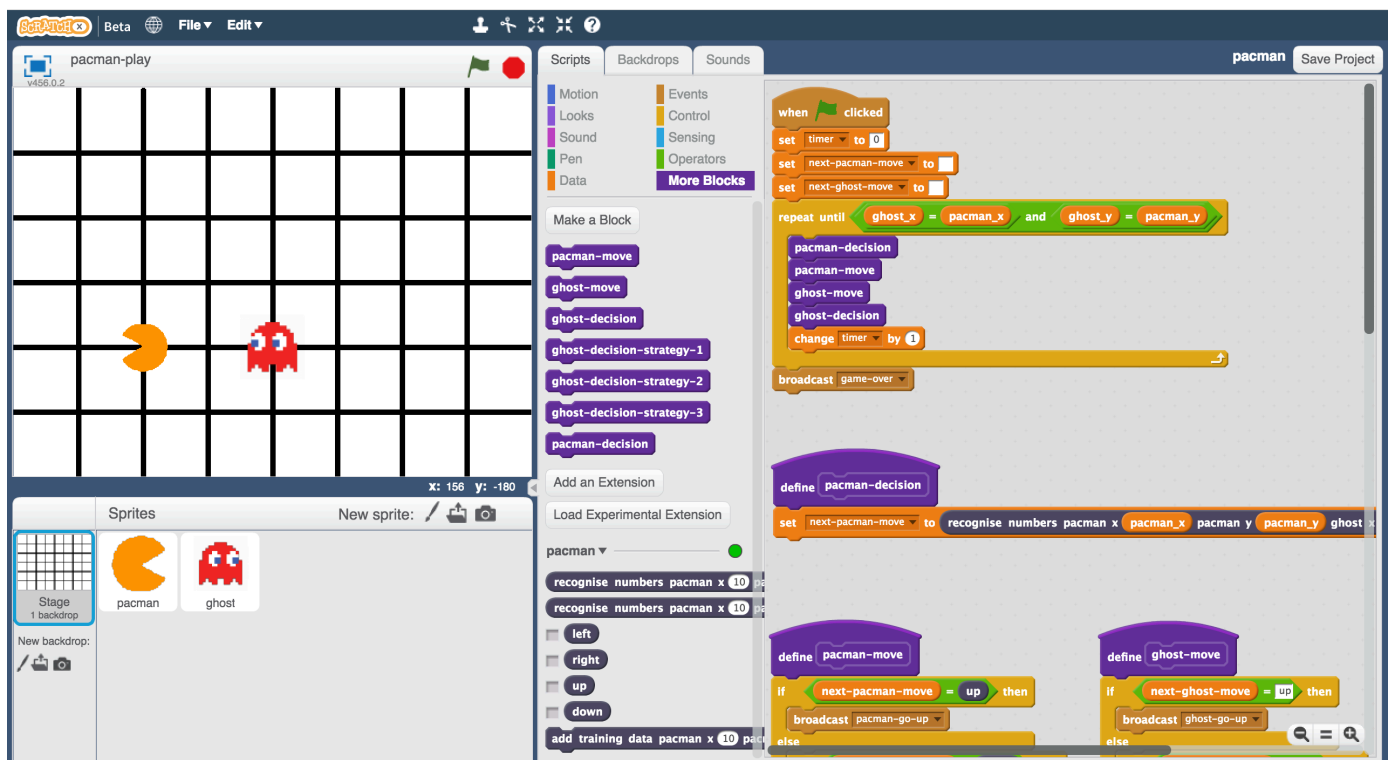 SCRATCHX Beta File ▾ Edit ▾
pacman-play
v456.0.2
x: 156 y: -180
Sprites New sprite:
Stage
1 backdrop
pacman
ghost
New backdrop:
Scripts Backdrops Sounds
pacman Save Project
Motion Events
Looks Control
Sound Sensing
Pen Operators
Data More Blocks
Make a Block
pacman-move
ghost-move
ghost-decision
ghost-decision-strategy-1
ghost-decision-strategy-2
ghost-decision-strategy-3
pacman-decision
Add an Extension
Load Experimental Extension
pacman ▾
recognise numbers pacman x 10 pa
recognise numbers pacman x 10 pa
left
right
up
down
add training data pacman x 10 pac
when clicked
set timer to 0
set next-pacman-move to
set next-ghost-move to
repeat until ghost_x = pacman_x and ghost_y = pacman_y
pacman-decision
pacman-move
ghost-move
ghost-decision
change timer by 1
broadcast game-over
define pacman-decision
set next-pacman-move to recognise numbers pacman x pacman_x pacman y pacman_y ghost x
define pacman-move
if next-pacman-move = up then
broadcast pacman-go-up
else
define ghost-move
if next-ghost-move = up then
broadcast ghost-go-up
else